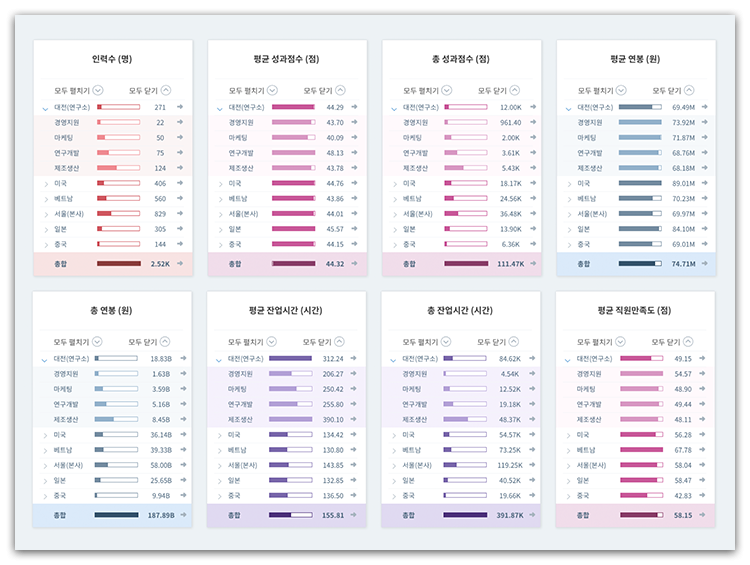 인력수 (명)
모두 펼치기 모두 닫기
대전(연구소) 271
경영지원 22
마케팅 50
연구개발 75
제조생산 124
미국 406
베트남 560
서울(본사) 829
일본 305
중국 144
총합 2.52K
평균 성과점수 (점)
모두 펼치기 모두 닫기
대전(연구소) 44.29
경영지원 43.70
마케팅 40.09
연구개발 48.13
제조생산 43.78
미국 44.76
베트남 43.86
서울(본사) 44.01
일본 45.57
중국 44.15
총합 44.32
총 성과점수 (점)
모두 펼치기 모두 닫기
대전(연구소) 12.00K
경영지원 961.40
마케팅 2.00K
연구개발 3.61K
제조생산 5.43K
미국 18.17K
베트남 24.56K
서울(본사) 36.48K
일본 13.90K
중국 6.36K
총합 111.47K
평균 연봉 (원)
모두 펼치기 모두 닫기
대전(연구소) 69.49M
경영지원 73.92M
마케팅 71.87M
연구개발 68.76M
제조생산 68.18M
미국 89.01M
베트남 70.23M
서울(본사) 69.97M
일본 84.10M
중국 69.01M
총합 74.71M
총 연봉 (원)
모두 펼치기 모두 닫기
대전(연구소) 18.83B
경영지원 1.63B
마케팅 3.59B
연구개발 5.16B
제조생산 8.45B
미국 36.14B
베트남 39.33B
서울(본사) 58.00B
일본 25.65B
중국 9.94B
총합 187.89B
평균 잔업시간 (시간)
모두 펼치기 모두 닫기
대전(연구소) 312.24
경영지원 206.27
마케팅 250.42
연구개발 255.80
제조생산 390.10
미국 134.42
베트남 130.80
서울(본사) 143.85
일본 132.85
중국 136.50
총합 155.81
총 잔업시간 (시간)
모두 펼치기 모두 닫기
대전(연구소) 84.62K
경영지원 4.54K
마케팅 12.52K
연구개발 19.18K
제조생산 48.37K
미국 54.57K
베트남 73.25K
서울(본사) 119.25K
일본 40.52K
중국 19.66K
총합 391.87K
평균 직원만족도 (점)
모두 펼치기 모두 닫기
대전(연구소) 49.15
경영지원 54.57
마케팅 48.90
연구개발 49.44
제조생산 48.11
미국 56.28
베트남 67.78
서울(본사) 58.04
일본 58.47
중국 42.83
총합 58.15